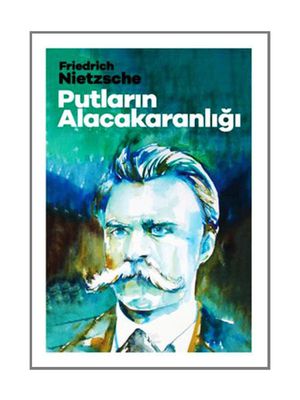 Friedrich
Nietzsche
Putların
Alacakaranlığı